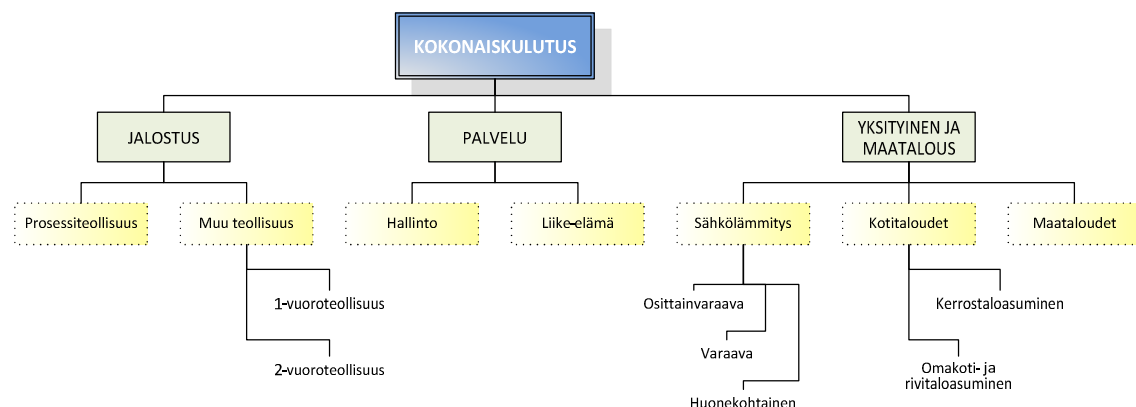 KOKONAISKULUTUS
JALOSTUS
PALVELU
YKSITYINEN JA
MAATALOUS
Prosessiteollisuus
Muu teollisuus
Hallinto
Liike-elämä
Sähkölämmitys
Kotitaloudet
Maataloudet
1-vuoroteollisuus
Osittainvaraava
Kerrostaloasuminen
Varaava
2-vuoroteollisuus
Omakoti- ja
rivitaloasuminen
Huonekohtainen